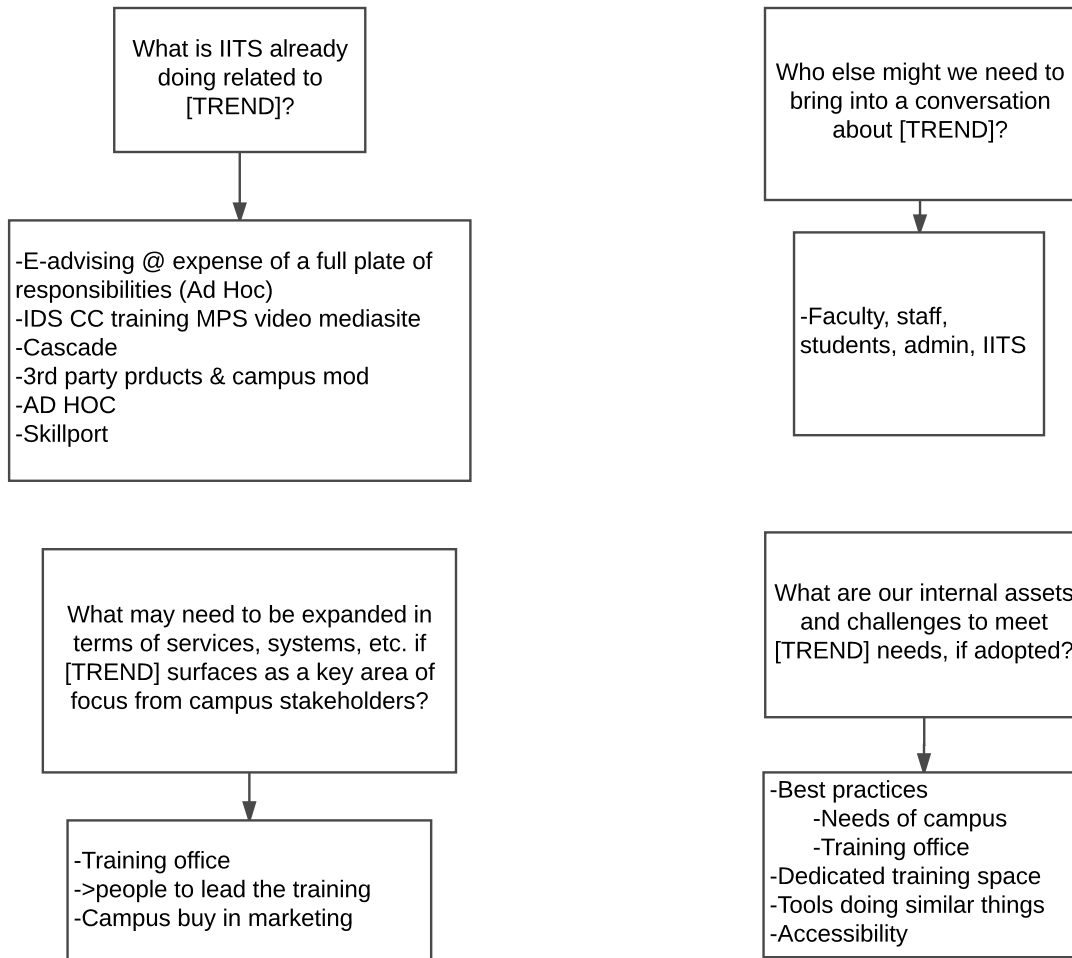 What is IITS already
doing related to
[TREND]?
-E-advising @ expense of a full plate of
responsibilities (Ad Hoc)
-IDS CC training MPS video mediasite
-Cascade
-3rd party prducts & campus mod
-AD HOC
-Skillport
Who else might we need to
bring into a conversation
about [TREND]?
-Faculty, staff,
students, admin, IITS
What may need to be expanded in
terms of services, systems, etc. if
[TREND] surfaces as a key area of
focus from campus stakeholders?
-Training office
->people to lead the training
-Campus buy in marketing
What are our internal assets
and challenges to meet
[TREND] needs, if adopted?
-Best practices
-Needs of campus
-Training office
-Dedicated training space
-Tools doing similar things
-Accessibility